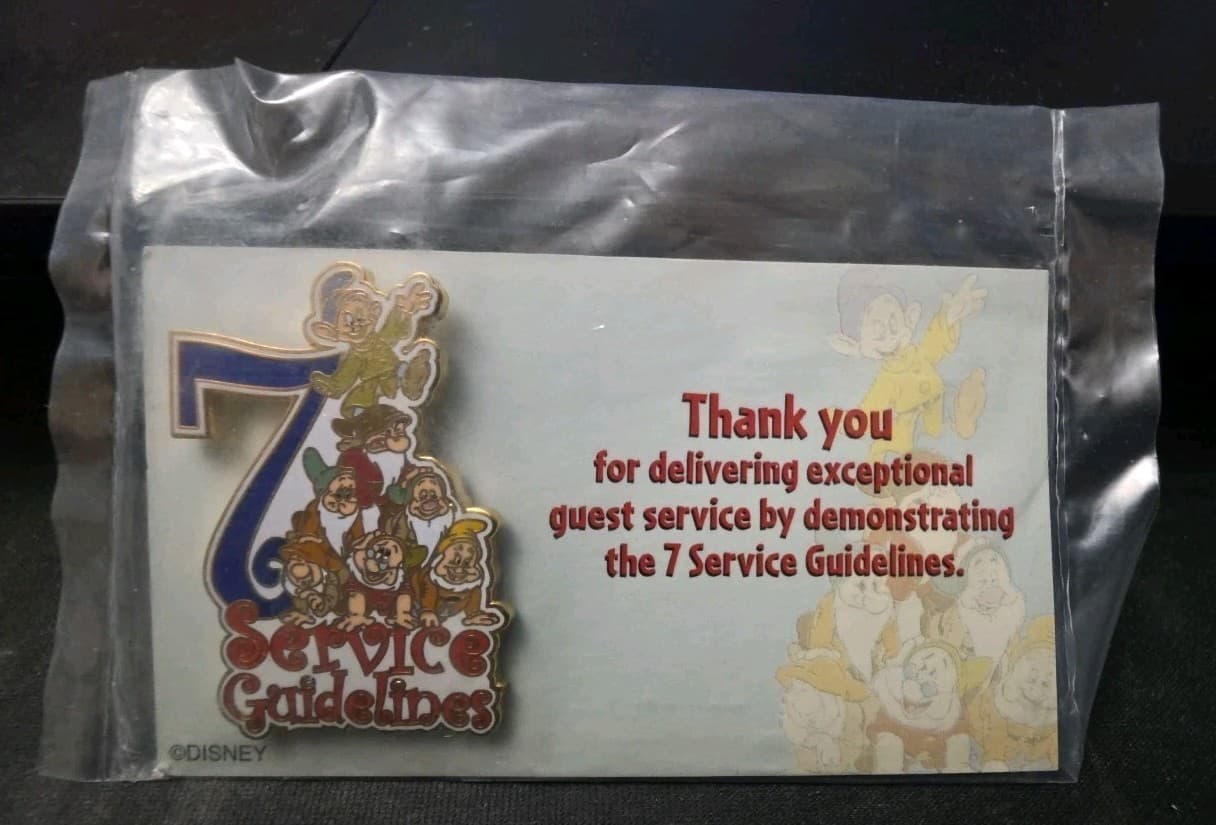 7
Service
Guidelines
©DISNEY
Thank you
for delivering exceptional
guest service by demonstrating
the 7 Service Guidelines.